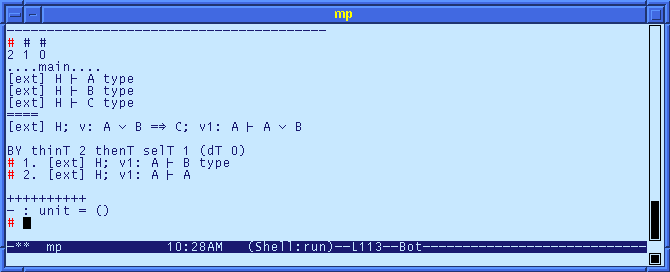 mp
----------------------------------------
# # #
2 1 0
....main....
[ext] H ⊢ A type
[ext] H ⊢ B type
[ext] H ⊢ C type
====
[ext] H; v: A ∨ B => C; v1: A ⊢ A ∨ B
BY thinT 2 thenT selT 1 (dT 0)
# 1. [ext] H; v1: A ⊢ B type
# 2. [ext] H; v1: A ⊢ A
++++++++++
- : unit = ()
#
-** mp 10:28AM (Shell:run)--L113--Bot----------------------------